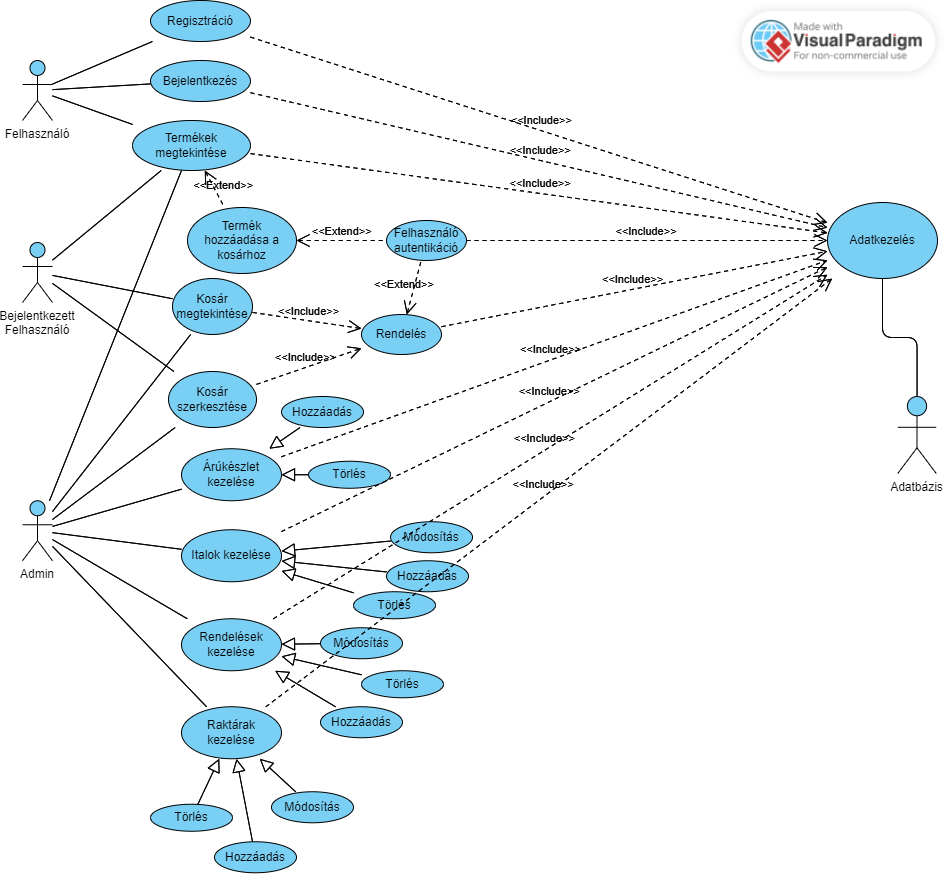 Made with
VisualParadigm
For non-commercial use
Regisztráció
Bejelentkezés
Felhasználó
Termékek
megtekintése
<<Include>>
<<Include>>
<<Include>>
<<Extend>>
Termék
hozzáadása a
kosárhoz
<<Extend>>
Felhasználó
autentikáció
<<Include>>
Adatkezelés
<<Extend>>
<<Include>>
Bejelentkezett
Felhasználó
Kosár
megtekintése
<<Include>>
Rendelés
<<Include>>
Kosár
szerkesztése
<<Include>>
<<Include>>
<<Include>>
<<Include>>
Hozzáadás
Árúkészlet
kezelése
Törlés
Adatbázis
Admin
Italok kezelése
Módosítás
Hozzáadás
Törlés
Rendelések
kezelése
Módosítás
Törlés
Hozzáadás
Raktárak
kezelése
Törlés
Hozzáadás
Módosítás